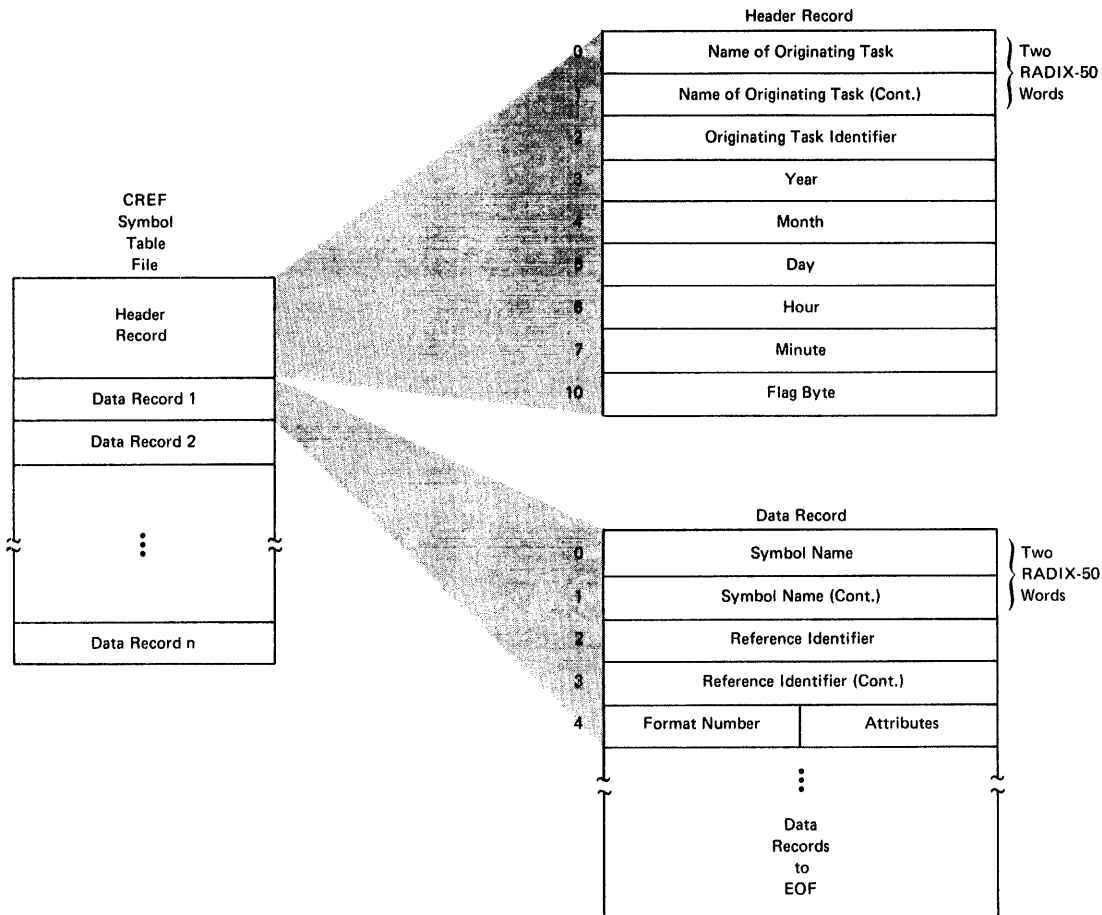 CREF
Symbol
Table
File
Header
Record
Data Record 1
Data Record 2
Data Record n
Header Record
0 Name of Originating Task
1 Name of Originating Task (Cont.)
Two
RADIX-50
Words
2 Originating Task Identifier
3 Year
4 Month
5 Day
6 Hour
7 Minute
10 Flag Byte
Data Record
0 Symbol Name
1 Symbol Name (Cont.)
Two
RADIX-50
Words
2 Reference Identifier
3 Reference Identifier (Cont.)
4 Format Number Attributes
Data
Records
to
EOF